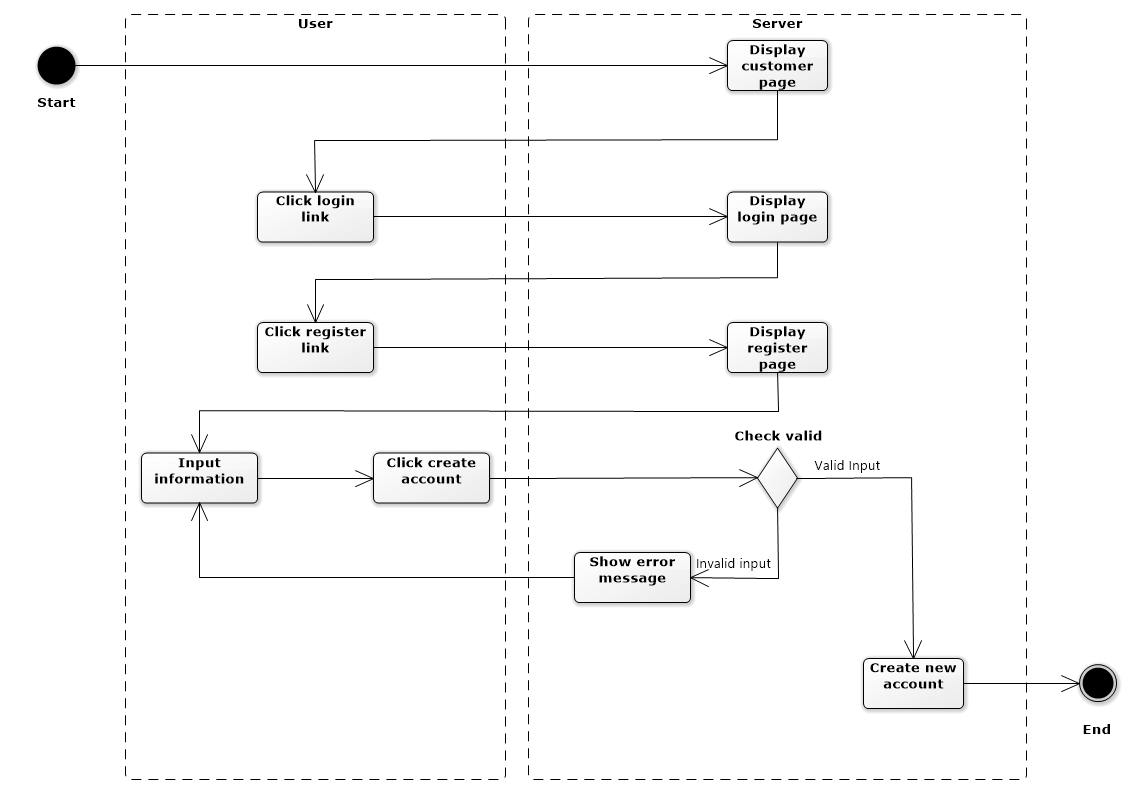 User
Server
Start
Display
customer
page
Click login
link
Display
login page
Click register
link
Display
register
page
Check valid
Input
information
Click create
account
Valid Input
Show error
message
Invalid input
Create new
account
End